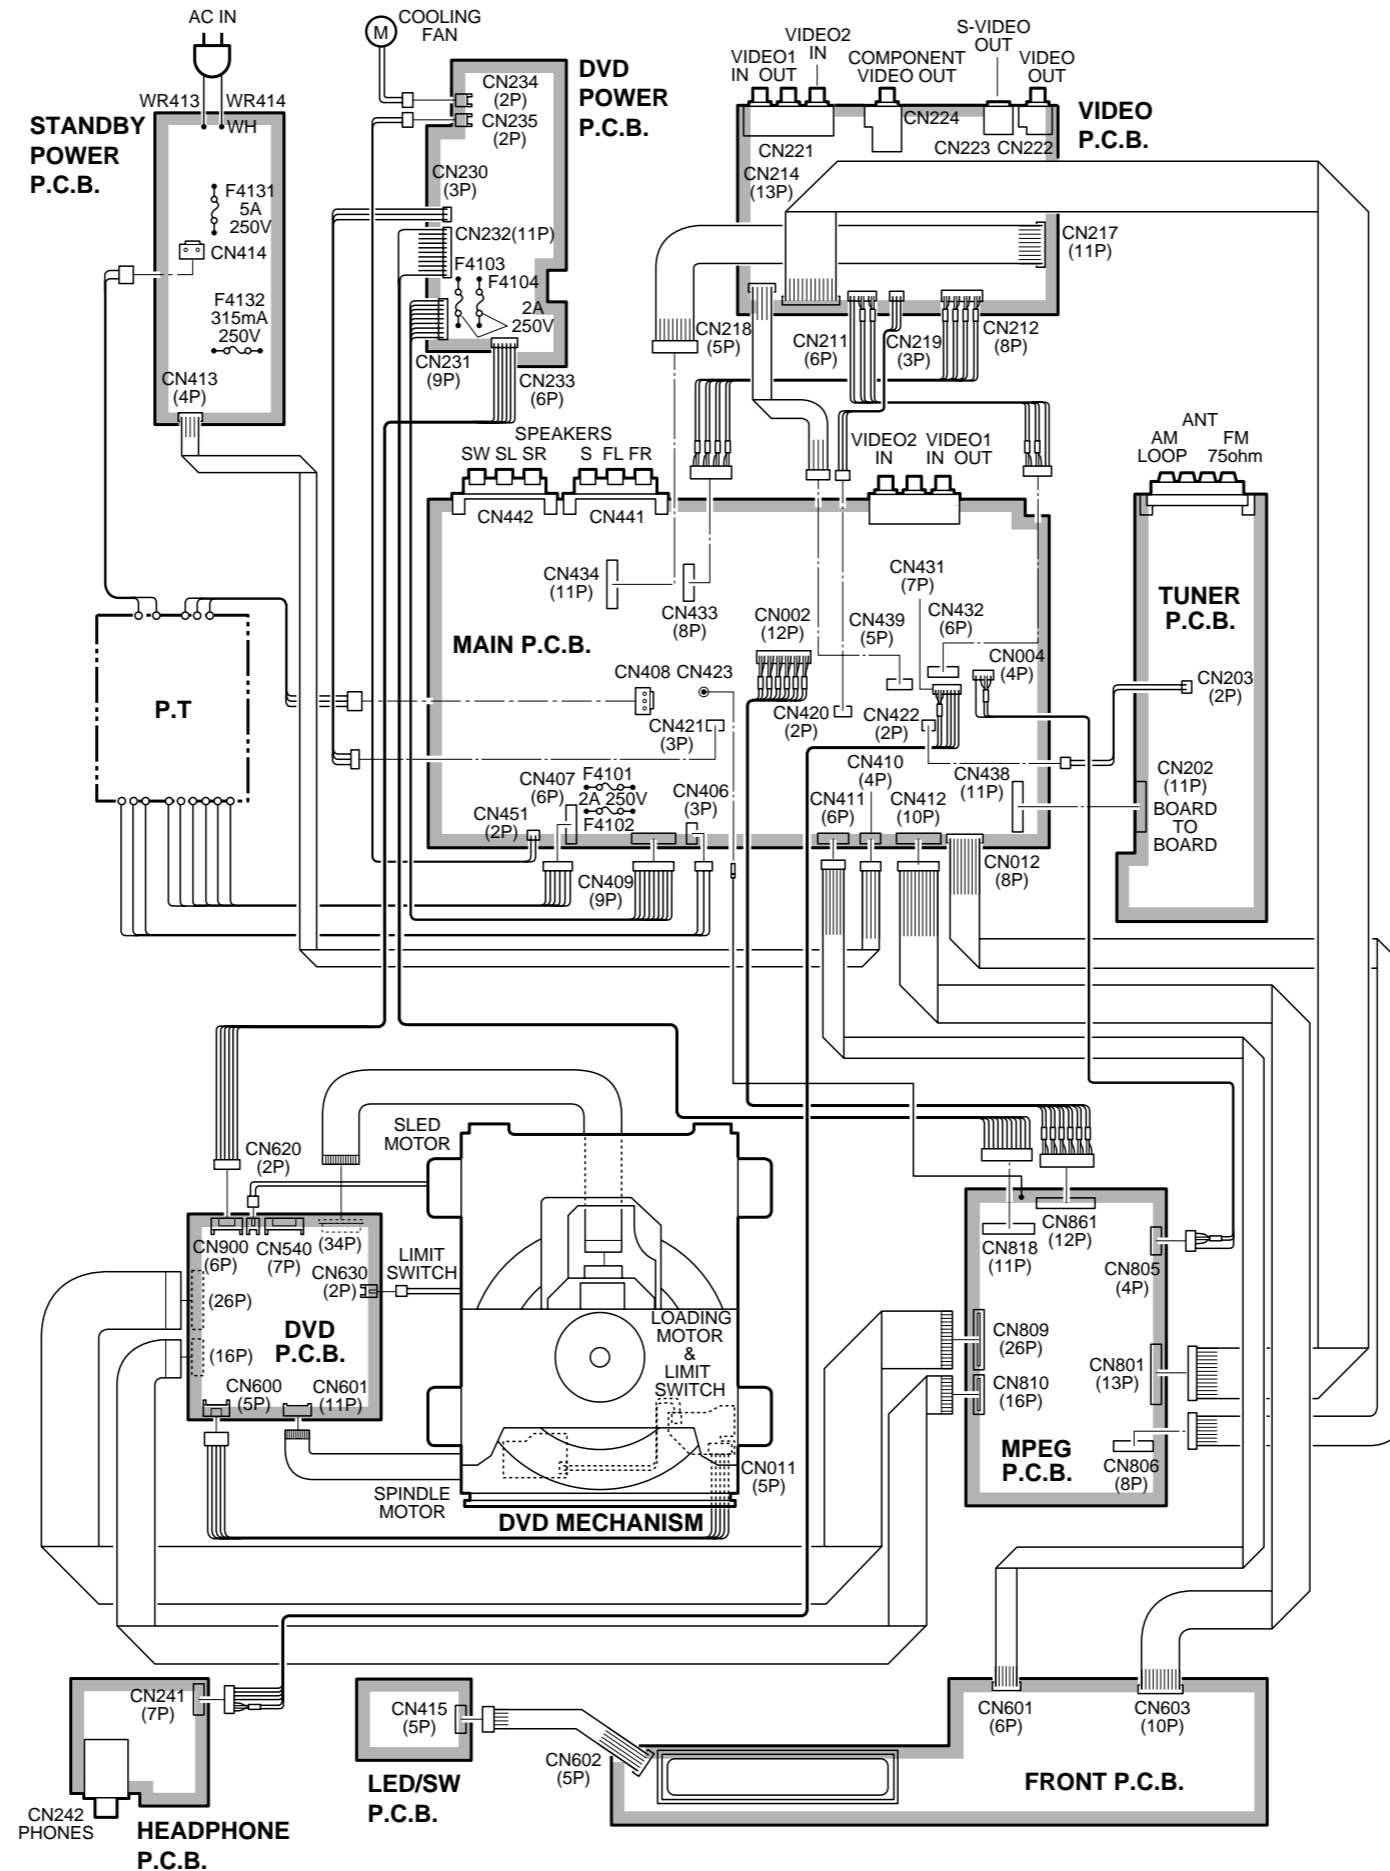 AC IN
WR413
WR414
WH
STANDBY
POWER
P.C.B.
F4131
5A
250V
CN414
F4132
315mA
250V
CN413
(4P)
M
COOLING
FAN
CN234
(2P)
CN235
(2P)
DVD
POWER
P.C.B.
CN230
(3P)
CN232(11P)
F4103
F4104
2A
250V
CN231
(9P)
CN233
(6P)
VIDEO1
IN OUT
VIDEO2
IN
COMPONENT
VIDEO OUT
S-VIDEO
OUT
VIDEO
OUT
VIDEO
P.C.B.
CN221
CN224
CN223
CN222
CN214
(13P)
CN217
(11P)
CN218
(5P)
CN211
(6P)
CN219
(3P)
CN212
(8P)
SPEAKERS
SW SL SR
S FL FR
CN442
CN441
VIDEO2
IN
VIDEO1
IN OUT
ANT
AM
LOOP
FM
75ohm
CN434
(11P)
CN433
(8P)
CN431
(7P)
CN002
(12P)
CN439
(5P)
CN432
(6P)
CN004
(4P)
MAIN P.C.B.
TUNER
P.C.B.
CN203
(2P)
P.T
CN408
CN423
CN421
(3P)
CN420
(2P)
CN422
(2P)
CN407
(6P)
F4101
2A 250V
F4102
CN406
(3P)
CN410
(4P)
CN411
(6P)
CN412
(10P)
CN438
(11P)
CN202
(11P)
BOARD
TO
BOARD
CN451
(2P)
CN409
(9P)
CN012
(8P)
SLED
MOTOR
CN620
(2P)
CN900
(6P)
CN540
(7P)
(34P)
CN630
(2P)
LIMIT
SWITCH
(26P)
(16P)
DVD
P.C.B.
CN600
(5P)
CN601
(11P)
LOADING
MOTOR
&
LIMIT
SWITCH
CN011
(5P)
SPINDLE
MOTOR
DVD MECHANISM
CN818
(11P)
CN861
(12P)
CN805
(4P)
CN809
(26P)
CN810
(16P)
CN801
(13P)
MPEG
P.C.B.
CN806
(8P)
CN241
(7P)
CN242
PHONES
HEADPHONE
P.C.B.
CN415
(5P)
LED/SW
P.C.B.
CN602
(5P)
CN601
(6P)
CN603
(10P)
FRONT P.C.B.